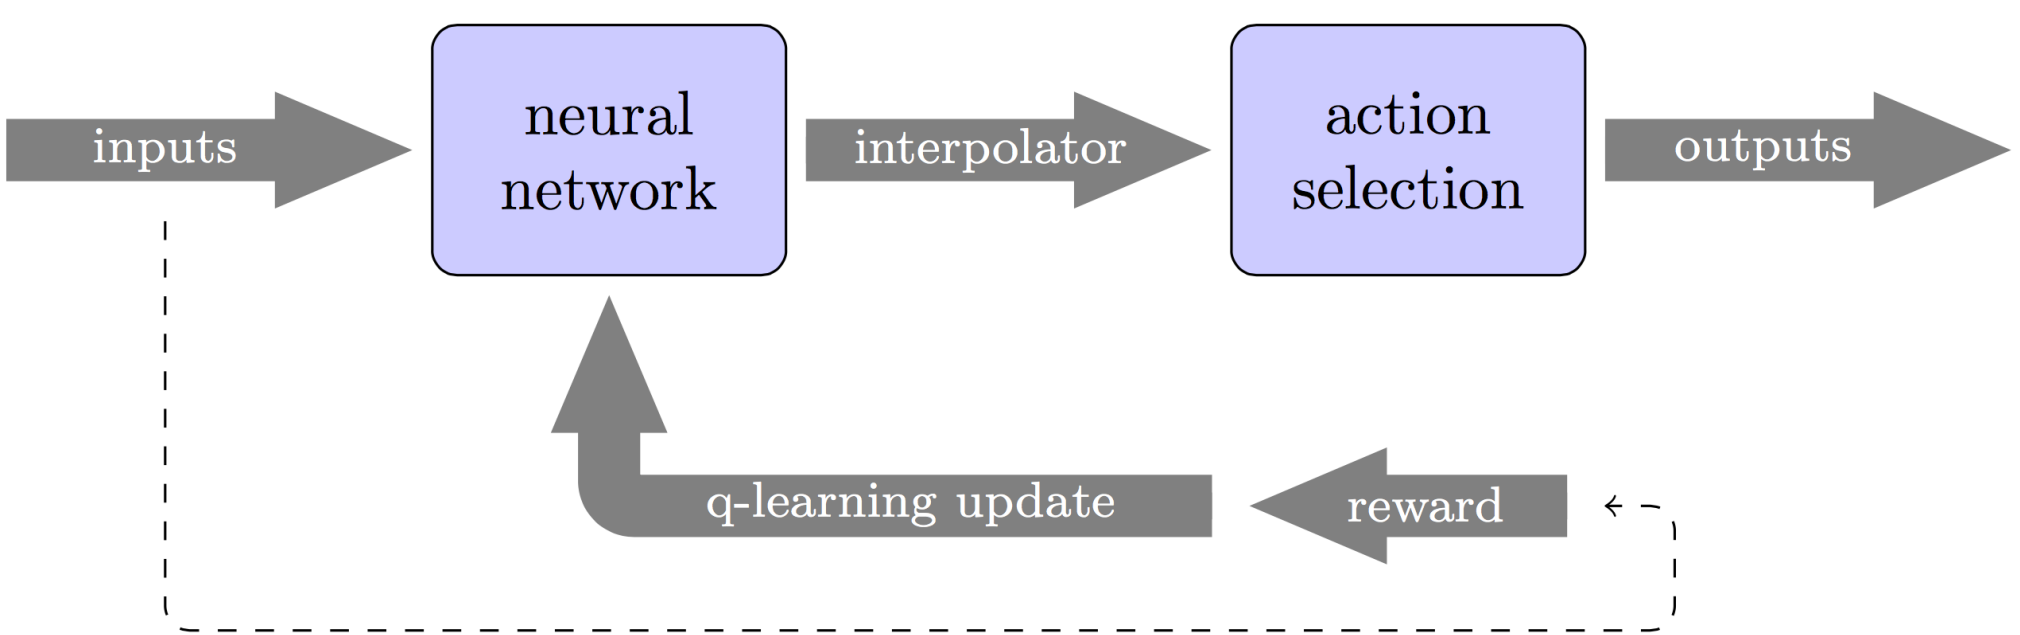 inputs
neural
network
interpolator
action
selection
outputs
q-learning update
reward